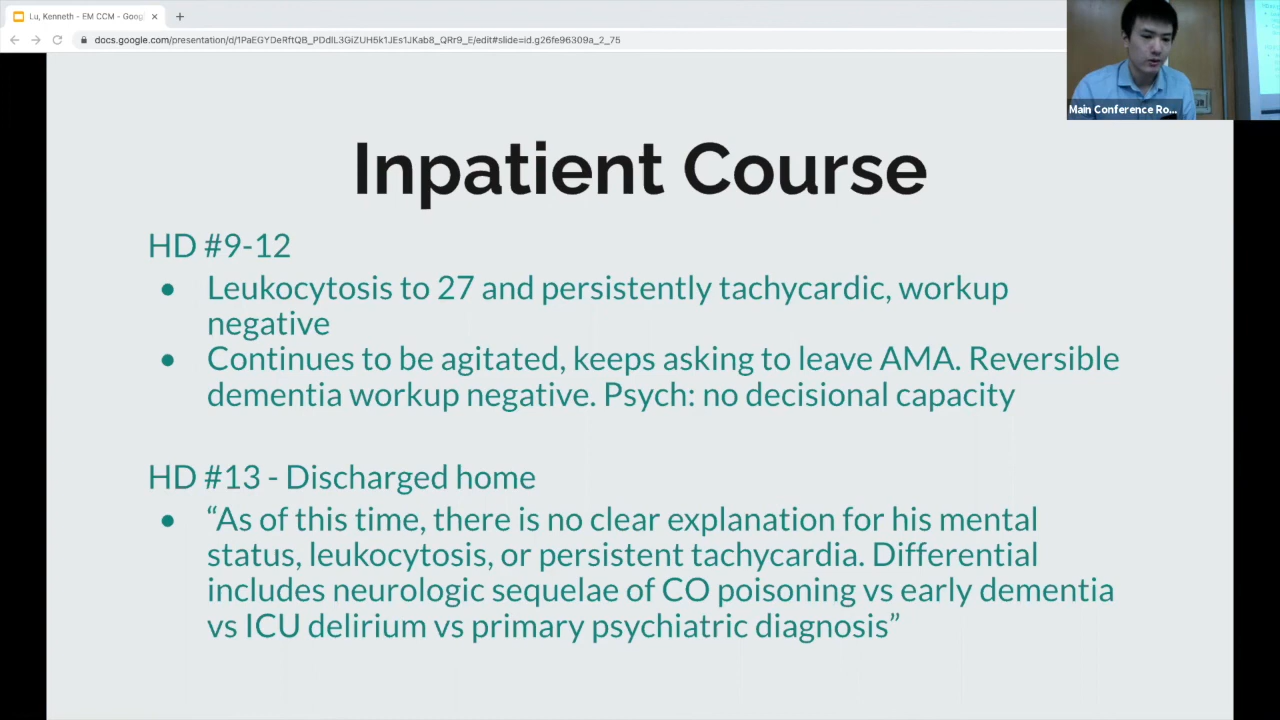 Lu, Kenneth - EM CCM - Goog
docs.google.com/presentation/d/1PaEGYDeRftQB_PDdlL3GiZUH5k1JEs1JKab8_QRr9_E/edit#slide=id.g26fe96309a_2_75
Main Conference Ro...
Inpatient Course
HD #9-12
● Leukocytosis to 27 and persistently tachycardic, workup
negative
● Continues to be agitated, keeps asking to leave AMA. Reversible
dementia workup negative. Psych: no decisional capacity
HD #13 - Discharged home
● “As of this time, there is no clear explanation for his mental
status, leukocytosis, or persistent tachycardia. Differential
includes neurologic sequelae of CO poisoning vs early dementia
vs ICU delirium vs primary psychiatric diagnosis”